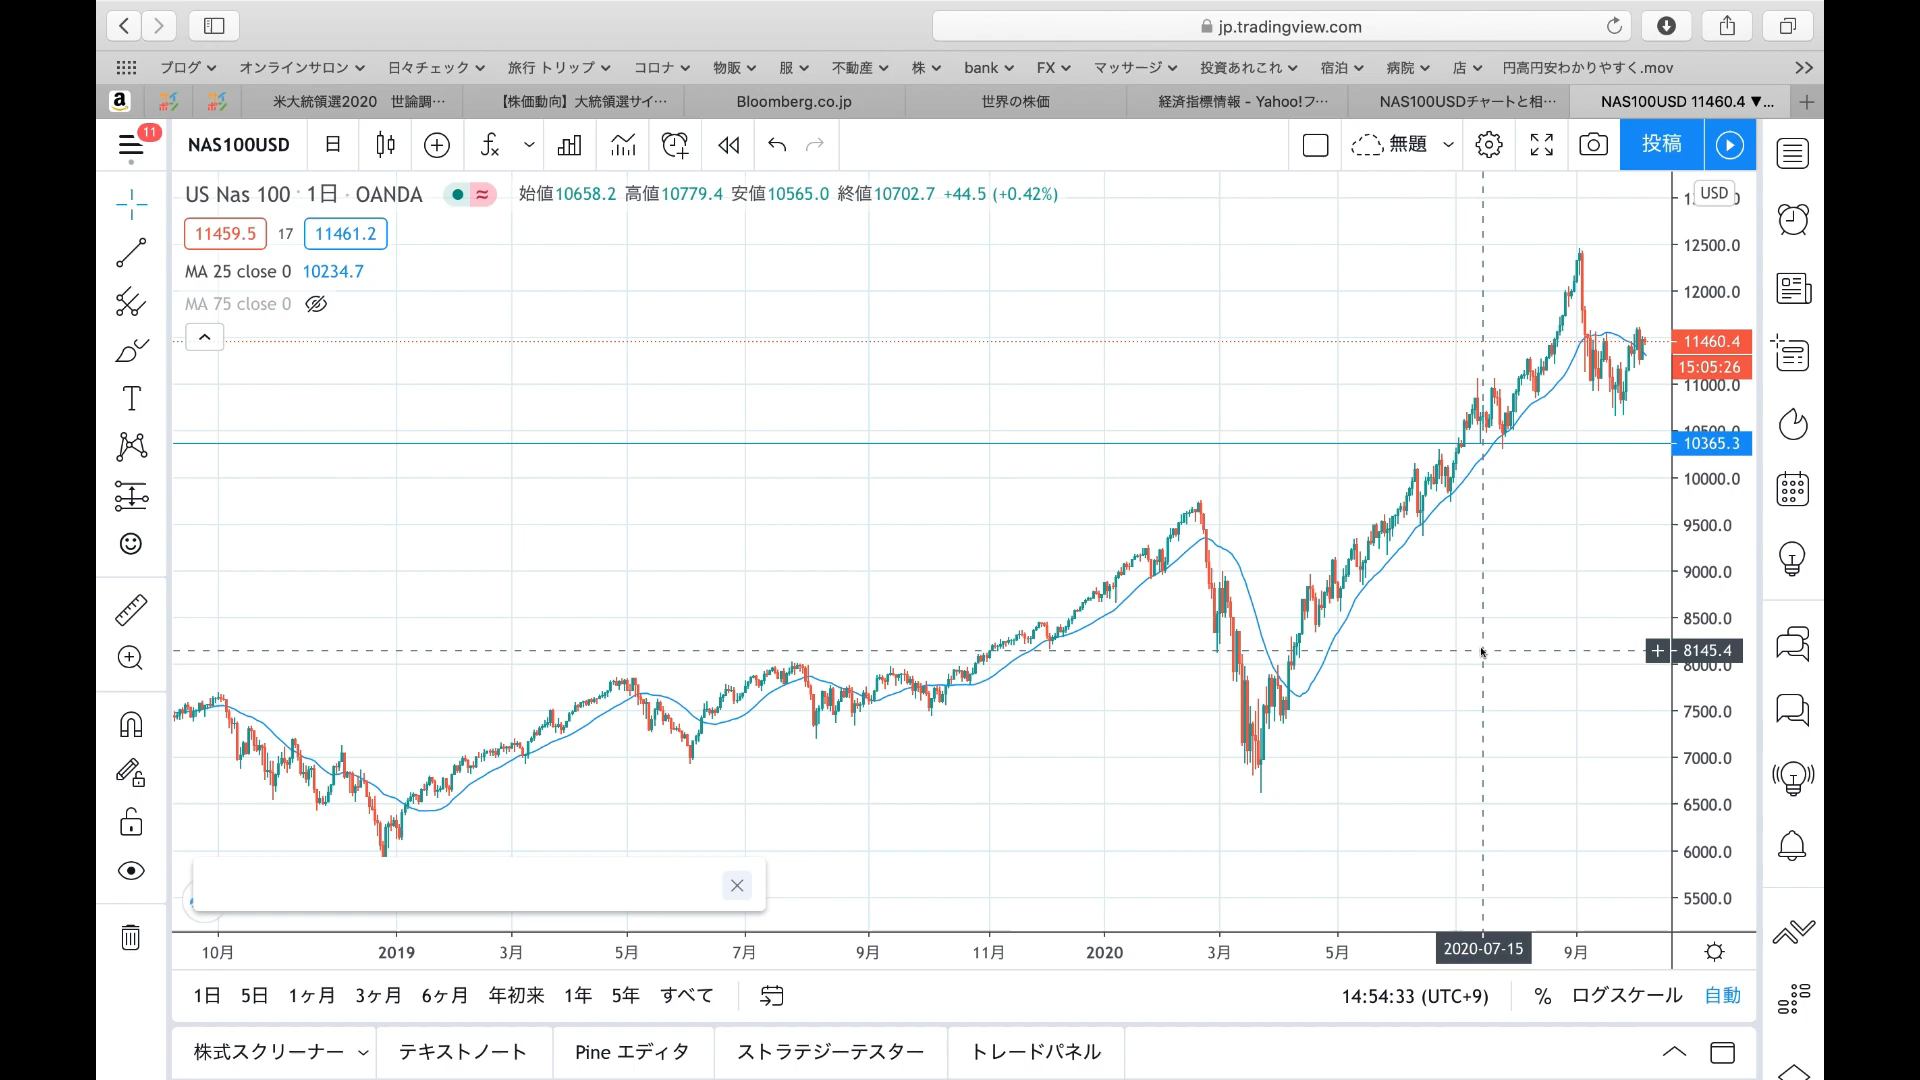 jp.tradingview.com
ブログ オンラインサロン 日々チェック 旅行 トリップ コロナ 物販 服 不動産 株 bank FX マッサージ 投資あれこれ 宿泊 病院 店 円高円安わかりやすく.mov
米大統領選2020 世論調… 【株価動向】大統領選サイ… Bloomberg.co.jp 世界の株価 経済指標情報 - Yahoo!フ… NAS100USDチャートと相… NAS100USD 11460.4 ▼…
11
NAS100USD 日 無題 投稿
US Nas 100 · 1日 · OANDA 始値10658.2 高値10779.4 安値10565.0 終値10702.7 +44.5 (+0.42%)
USD
11459.5 17 11461.2
MA 25 close 0 10234.7
MA 75 close 0
12500.0
12000.0
11460.4
15:05:26
11000.0
10365.3
10000.0
9500.0
9000.0
8500.0
8145.4
8000.0
7500.0
7000.0
6500.0
6000.0
5500.0
10月 2019 3月 5月 7月 9月 11月 2020 3月 5月 2020-07-15 9月
1日 5日 1ヶ月 3ヶ月 6ヶ月 年初来 1年 5年 すべて 14:54:33 (UTC+9) % ログスケール 自動
株式スクリーナー テキストノート Pine エディタ ストラテジーテスター トレードパネル